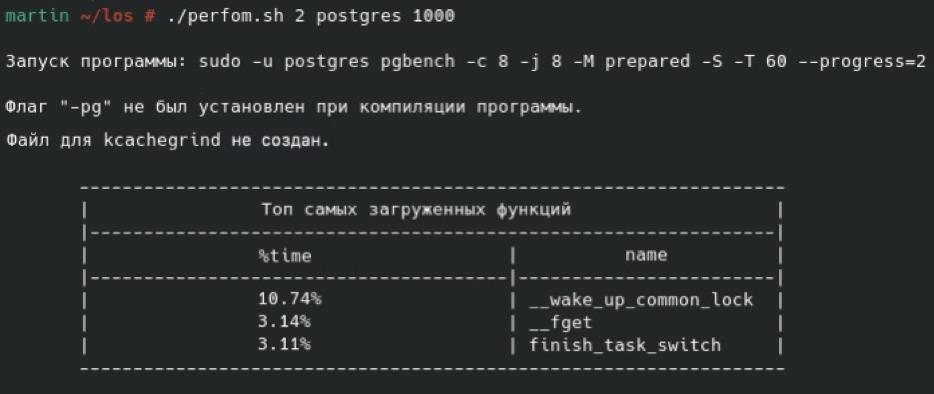 martin ~/los # ./perfom.sh 2 postgres 1000
Запуск программы: sudo -u postgres pgbench -c 8 -j 8 -M prepared -S -T 60 --progress=2
Флаг "-pg" не был установлен при компиляции программы.
Файл для kcachegrind не создан.
Топ самых загруженных функций
%time | name
10.74% | __wake_up_common_lock
3.14% | __fget
3.11% | finish_task_switch